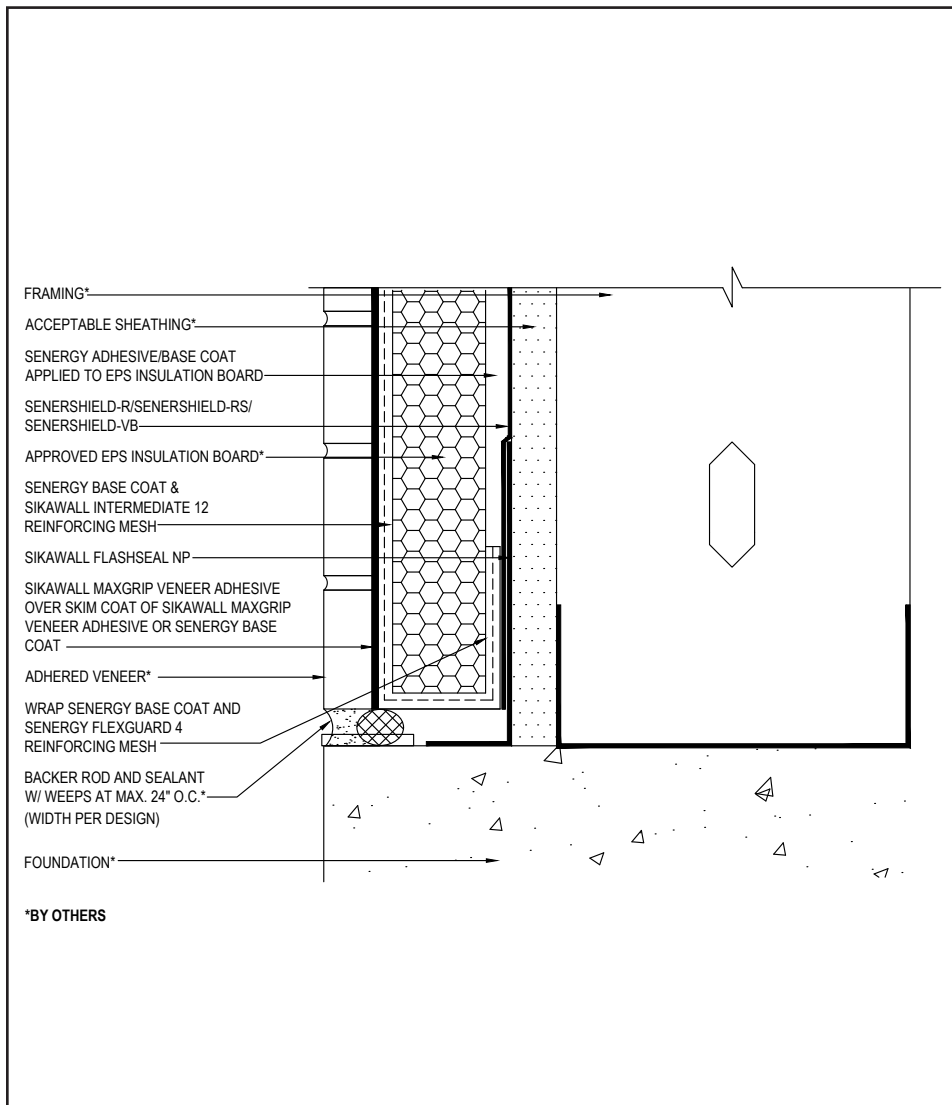 FRAMING*
ACCEPTABLE SHEATHING*
SENERGY ADHESIVE/BASE COAT
APPLIED TO EPS INSULATION BOARD
SENERSHIELD-R/SENERSHIELD-RS/
SENERSHIELD-VB
APPROVED EPS INSULATION BOARD*
SENERGY BASE COAT &
SIKAWALL INTERMEDIATE 12
REINFORCING MESH
SIKAWALL FLASHSEAL NP
SIKAWALL MAXGRIP VENEER ADHESIVE
OVER SKIM COAT OF SIKAWALL MAXGRIP
VENEER ADHESIVE OR SENERGY BASE
COAT
ADHERED VENEER*
WRAP SENERGY BASE COAT AND
SENERGY FLEXGUARD 4
REINFORCING MESH
BACKER ROD AND SEALANT
W/ WEEPS AT MAX. 24" O.C.*
(WIDTH PER DESIGN)
FOUNDATION*
*BY OTHERS